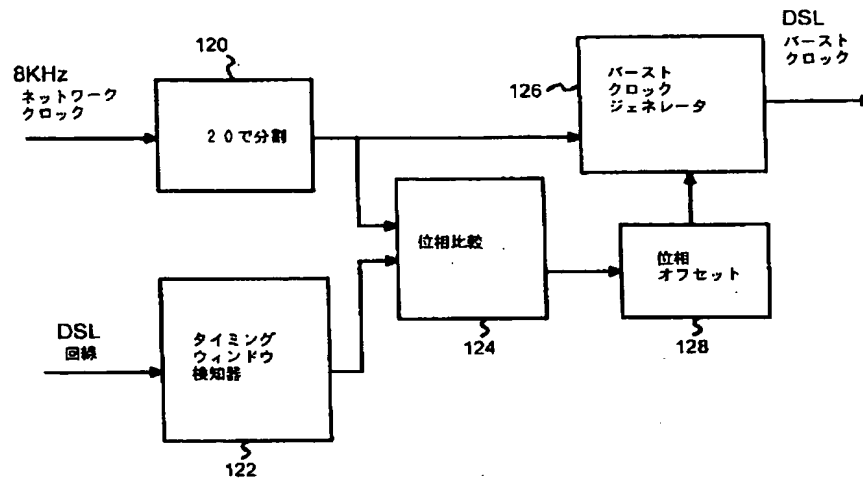 120
8KHz
ネットワーク
クロック
20で分割
126
バースト
クロック
ジェネレータ
DSL
バースト
クロック
位相比較
124
位相
オフセット
128
DSL
回線
タイミング
ウィンドウ
検知器
122